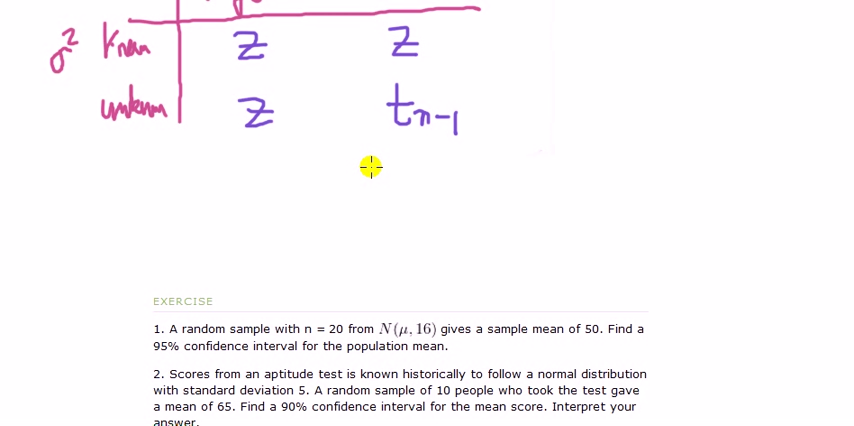 σ² known z z
unknown z tn-1
EXERCISE
1. A random sample with n = 20 from N(μ, 16) gives a sample mean of 50. Find a
95% confidence interval for the population mean.
2. Scores from an aptitude test is known historically to follow a normal distribution
with standard deviation 5. A random sample of 10 people who took the test gave
a mean of 65. Find a 90% confidence interval for the mean score. Interpret your
answer.